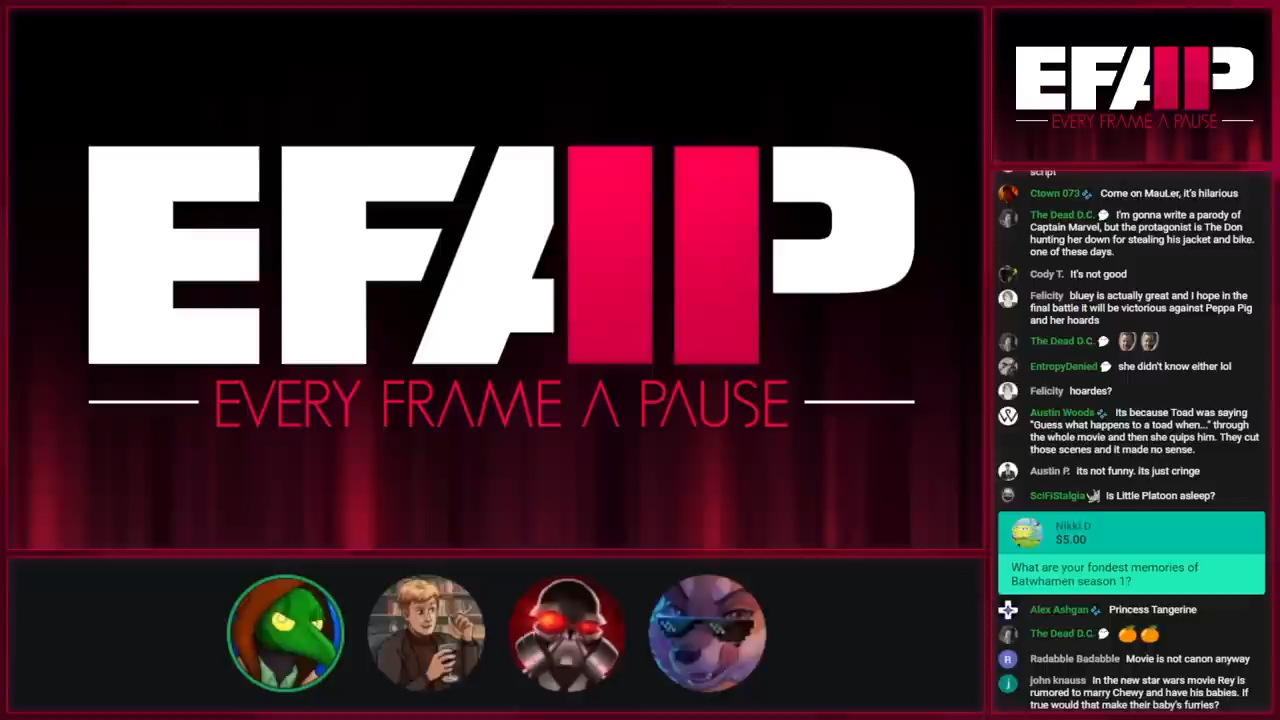 EFAP
EVERY FRAME A PAUSE
EFAP
EVERY FRAME A PAUSE
script
Ctown 073 Come on MauLer, it's hilarious
The Dead D.C. I'm gonna write a parody of
Captain Marvel, but the protagonist is The Don
hunting her down for stealing his jacket and bike.
one of these days.
Cody T. It's not good
Felicity bluey is actually great and I hope in the
final battle it will be victorious against Peppa Pig
and her hoards
The Dead D.C.
EntropyDenied she didn't know either lol
Felicity hoardes?
Austin Woods Its because Toad was saying
"Guess what happens to a toad when..." through
the whole movie and then she quips him. They cut
those scenes and it made no sense.
Austin P. its not funny. its just cringe
SciFiStalgia Is Little Platoon asleep?
Nikki D
$5.00
What are your fondest memories of
Batwhamen season 1?
Alex Ashgan Princess Tangerine
The Dead D.C.
R
Radabble Badabble Movie is not canon anyway
j
john knauss In the new star wars movie Rey is
rumored to marry Chewy and have his babies. If
true would that make their baby's furries?